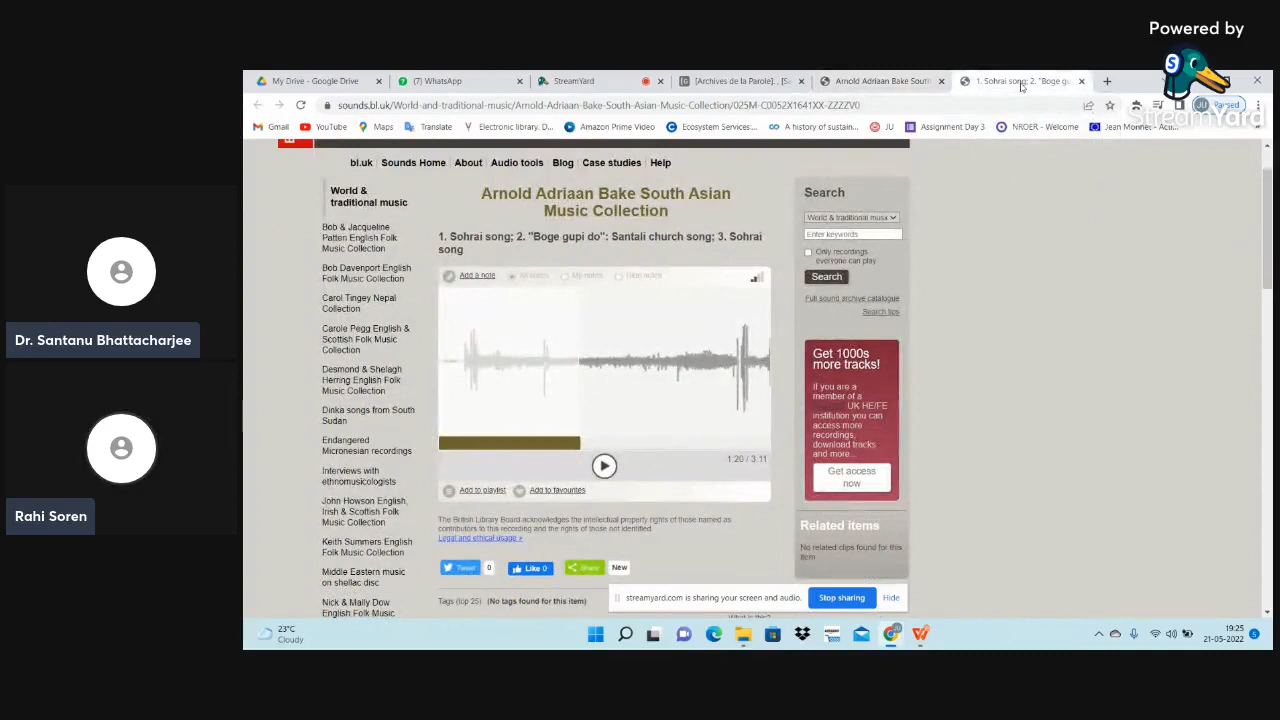 Powered by
StreamYard
My Drive - Google Drive
(7) WhatsApp
StreamYard
[Archives de la Parole]. , [Sa
Arnold Adriaan Bake South
1. Sohrai song; 2. "Boge gu
sounds.bl.uk/World-and-traditional-music/Arnold-Adriaan-Bake-South-Asian-Music-Collection/025M-C0052X1641XX-ZZZZV0
Parsed
Gmail
YouTube
Maps
Translate
Electronic library. D...
Amazon Prime Video
Ecosystem Services:...
A history of sustain...
JU
Assignment Day 3
NROER - Welcome
Jean Monnet - Acti...
bl.uk
Sounds Home
About
Audio tools
Blog
Case studies
Help
World &
traditional music
Bob & Jacqueline
Patten English Folk
Music Collection
Bob Davenport English
Folk Music Collection
Carol Tingey Nepal
Collection
Carole Pegg English &
Scottish Folk Music
Collection
Desmond & Shelagh
Herring English Folk
Music Collection
Dinka songs from South
Sudan
Endangered
Micronesian recordings
Interviews with
ethnomusicologists
John Howson English,
Irish & Scottish Folk
Music Collection
Keith Summers English
Folk Music Collection
Middle Eastern music
on shellac disc
Nick & Mally Dow
English Folk Music
Arnold Adriaan Bake South Asian
Music Collection
1. Sohrai song; 2. "Boge gupi do": Santali church song; 3. Sohrai
song
Add a note
All notes
My notes
Hide notes
1:20 / 3:11
Add to playlist
Add to favourites
The British Library Board acknowledges the intellectual property rights of those named as
contributors to this recording and the rights of those not identified.
Legal and ethical usage >
Tweet
0
Like 0
Share
New
Tags (top 25)
(No tags found for this item)
What is this?
Search
World & traditional musi
Enter keywords
Only recordings
everyone can play
Search
Full sound archive catalogue
Search tips
Get 1000s
more tracks!
If you are a
member of a
UK HE/FE
institution you can
access more
recordings,
download tracks
and more...
Get access
now
Related items
No related clips found for this
item
streamyard.com is sharing your screen and audio.
Stop sharing
Hide
Dr. Santanu Bhattacharjee
Rahi Soren
23°C
Cloudy
19:25
21-05-2022
5